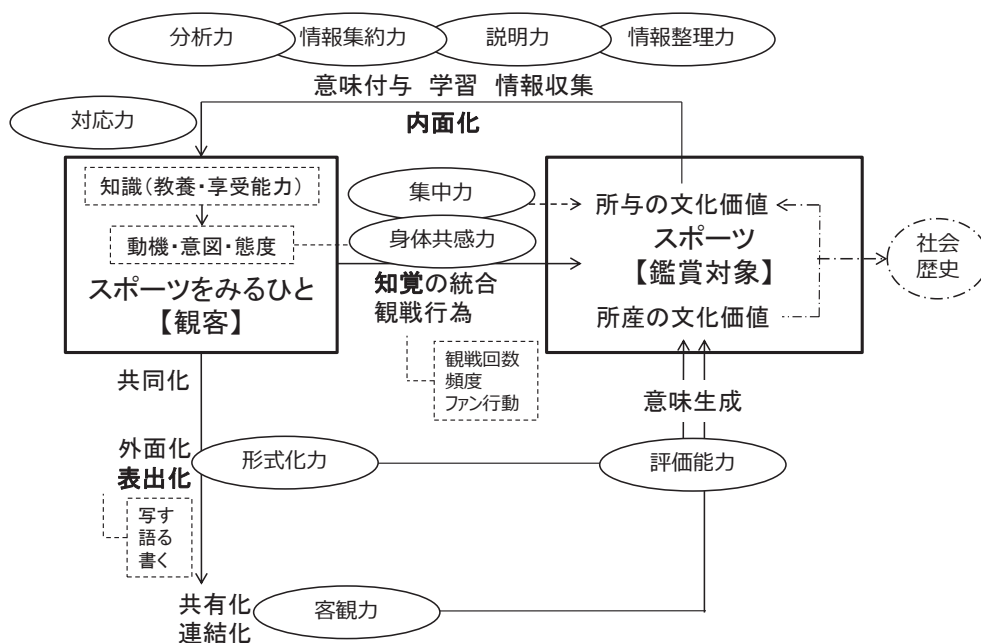 分析力
情報集約力
説明力
情報整理力
意味付与 学習 情報収集
内面化
対応力
知識(教養・享受能力)
動機・意図・態度
スポーツをみるひと
【観客】
集中力
身体共感力
知覚の統合
観戦行為
観戦回数
頻度
ファン行動
所与の文化価値
スポーツ
【鑑賞対象】
所産の文化価値
社会
歴史
共同化
外面化
表出化
写す
語る
書く
形式化力
意味生成
評価能力
共有化
連結化
客観力